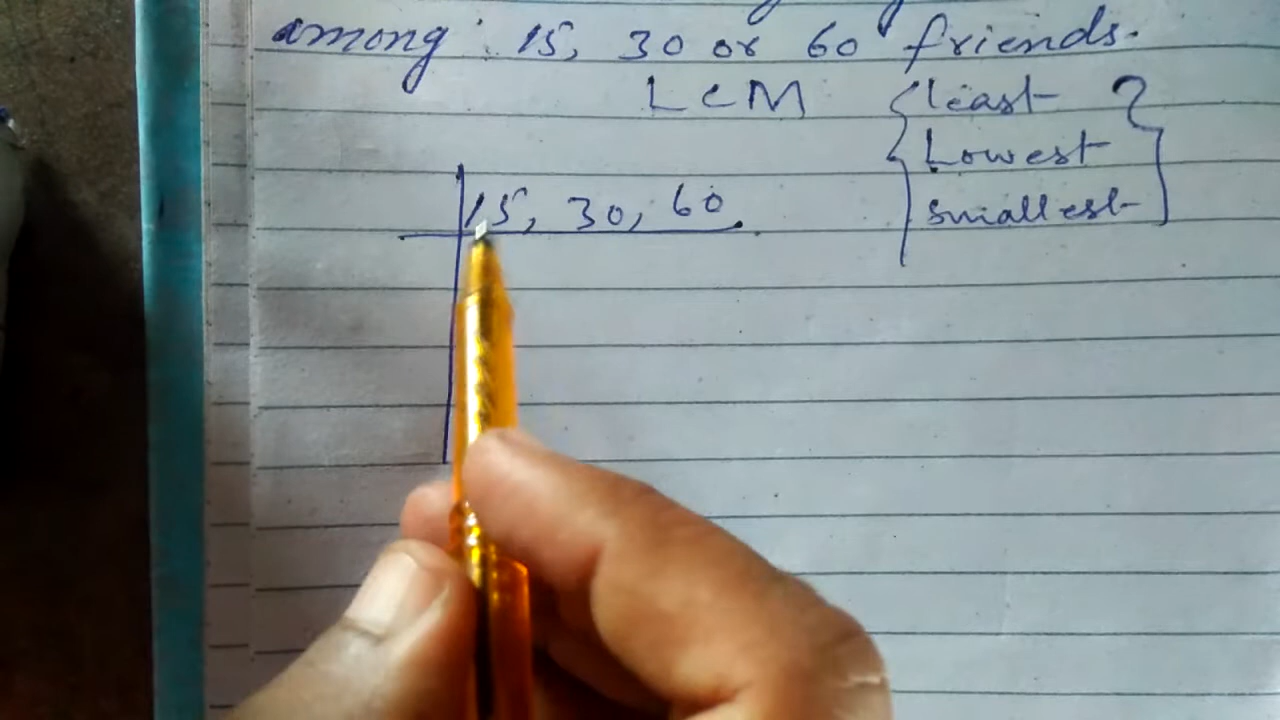 among: 15, 30 or 60 friends.
LCM { least }
Lowest
smallest
15, 30, 60.